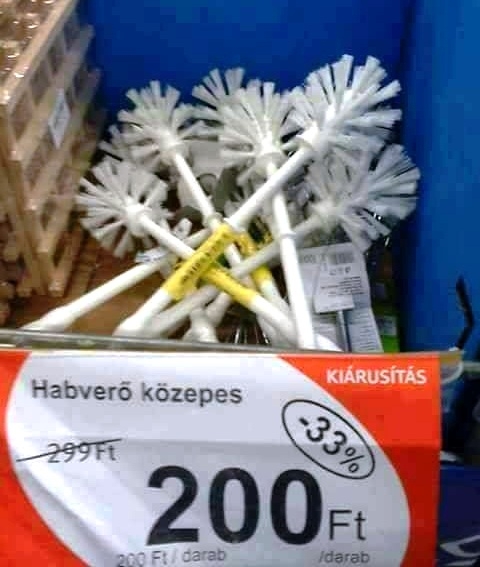 KIÁRUSÍTÁS
Habverő közepes
-33%
299 Ft
200 Ft
200 Ft / darab /darab